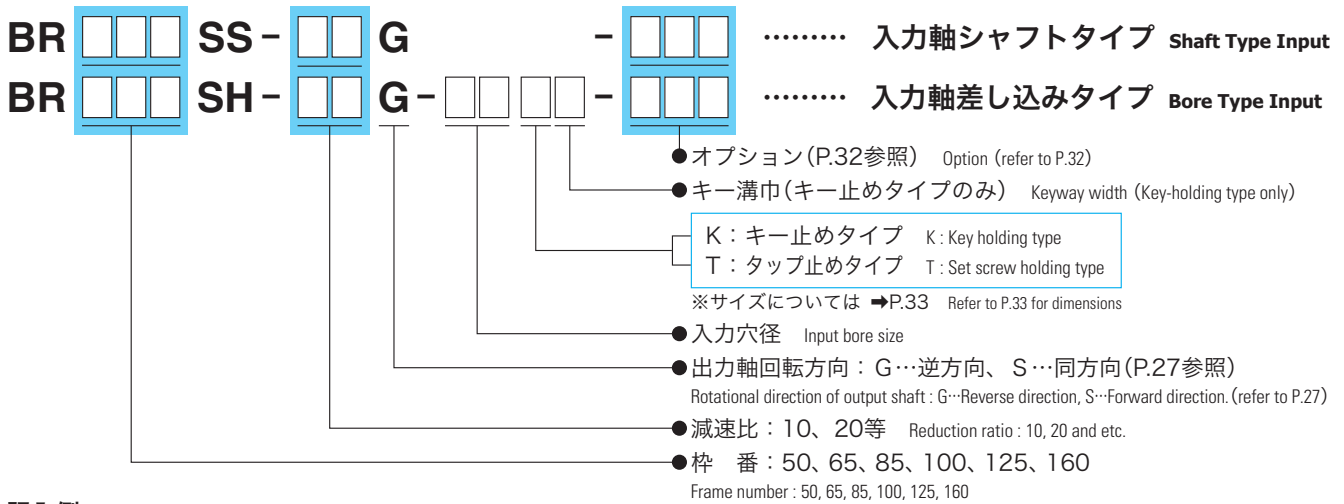 BR □□□ SS－□□ G －□□□ ……… 入力軸シャフトタイプ Shaft Type Input
BR □□□ SH－□□ G－□□□□－□□□ ……… 入力軸差し込みタイプ Bore Type Input
●オプション(P.32参照) Option (refer to P.32)
●キー溝巾(キー止めタイプのみ) Keyway width (Key-holding type only)
K：キー止めタイプ K : Key holding type
T：タップ止めタイプ T : Set screw holding type
※サイズについては ➡P.33 Refer to P.33 for dimensions
●入力穴径 Input bore size
●出力軸回転方向：G…逆方向、S…同方向(P.27参照)
Rotational direction of output shaft : G…Reverse direction, S…Forward direction. (refer to P.27)
●減速比：10、20等 Reduction ratio : 10, 20 and etc.
●枠　番：50、65、85、100、125、160
Frame number : 50, 65, 85, 100, 125, 160